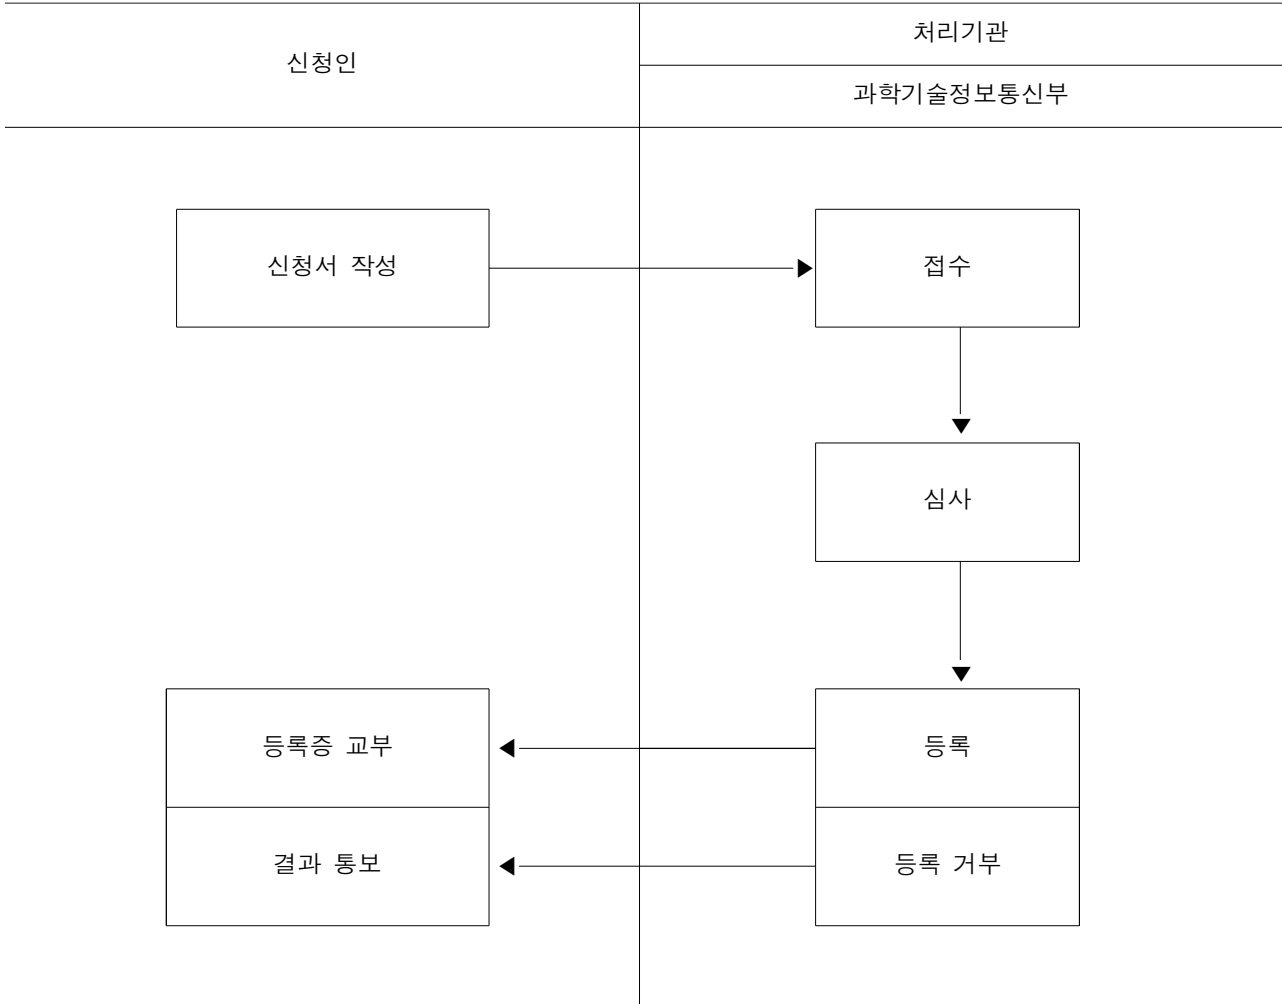 신청인
처리기관
과학기술정보통신부
신청서 작성
접수
심사
등록증 교부
등록
결과 통보
등록 거부